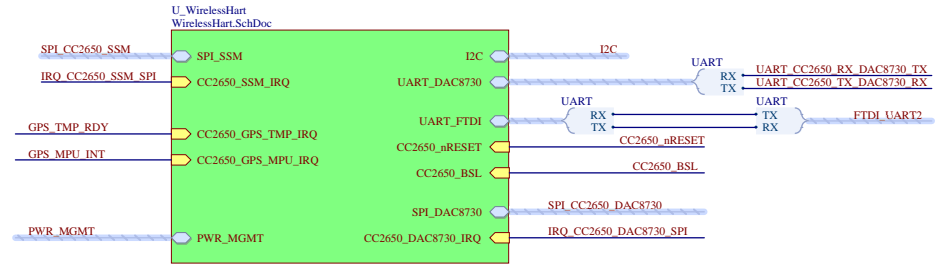 U_WirelessHart
WirelessHart.SchDoc
SPI_CC2650_SSM
SPI_SSM
I2C
I2C
IRQ_CC2650_SSM_SPI
CC2650_SSM_IRQ
UART_DAC8730
UART
RX
TX
UART_CC2650_RX_DAC8730_TX
UART_CC2650_TX_DAC8730_RX
UART_FTDI
UART
RX
TX
UART
TX
RX
FTDI_UART2
GPS_TMP_RDY
CC2650_GPS_TMP_IRQ
CC2650_nRESET
CC2650_nRESET
GPS_MPU_INT
CC2650_GPS_MPU_IRQ
CC2650_BSL
CC2650_BSL
SPI_DAC8730
SPI_CC2650_DAC8730
PWR_MGMT
PWR_MGMT
CC2650_DAC8730_IRQ
IRQ_CC2650_DAC8730_SPI